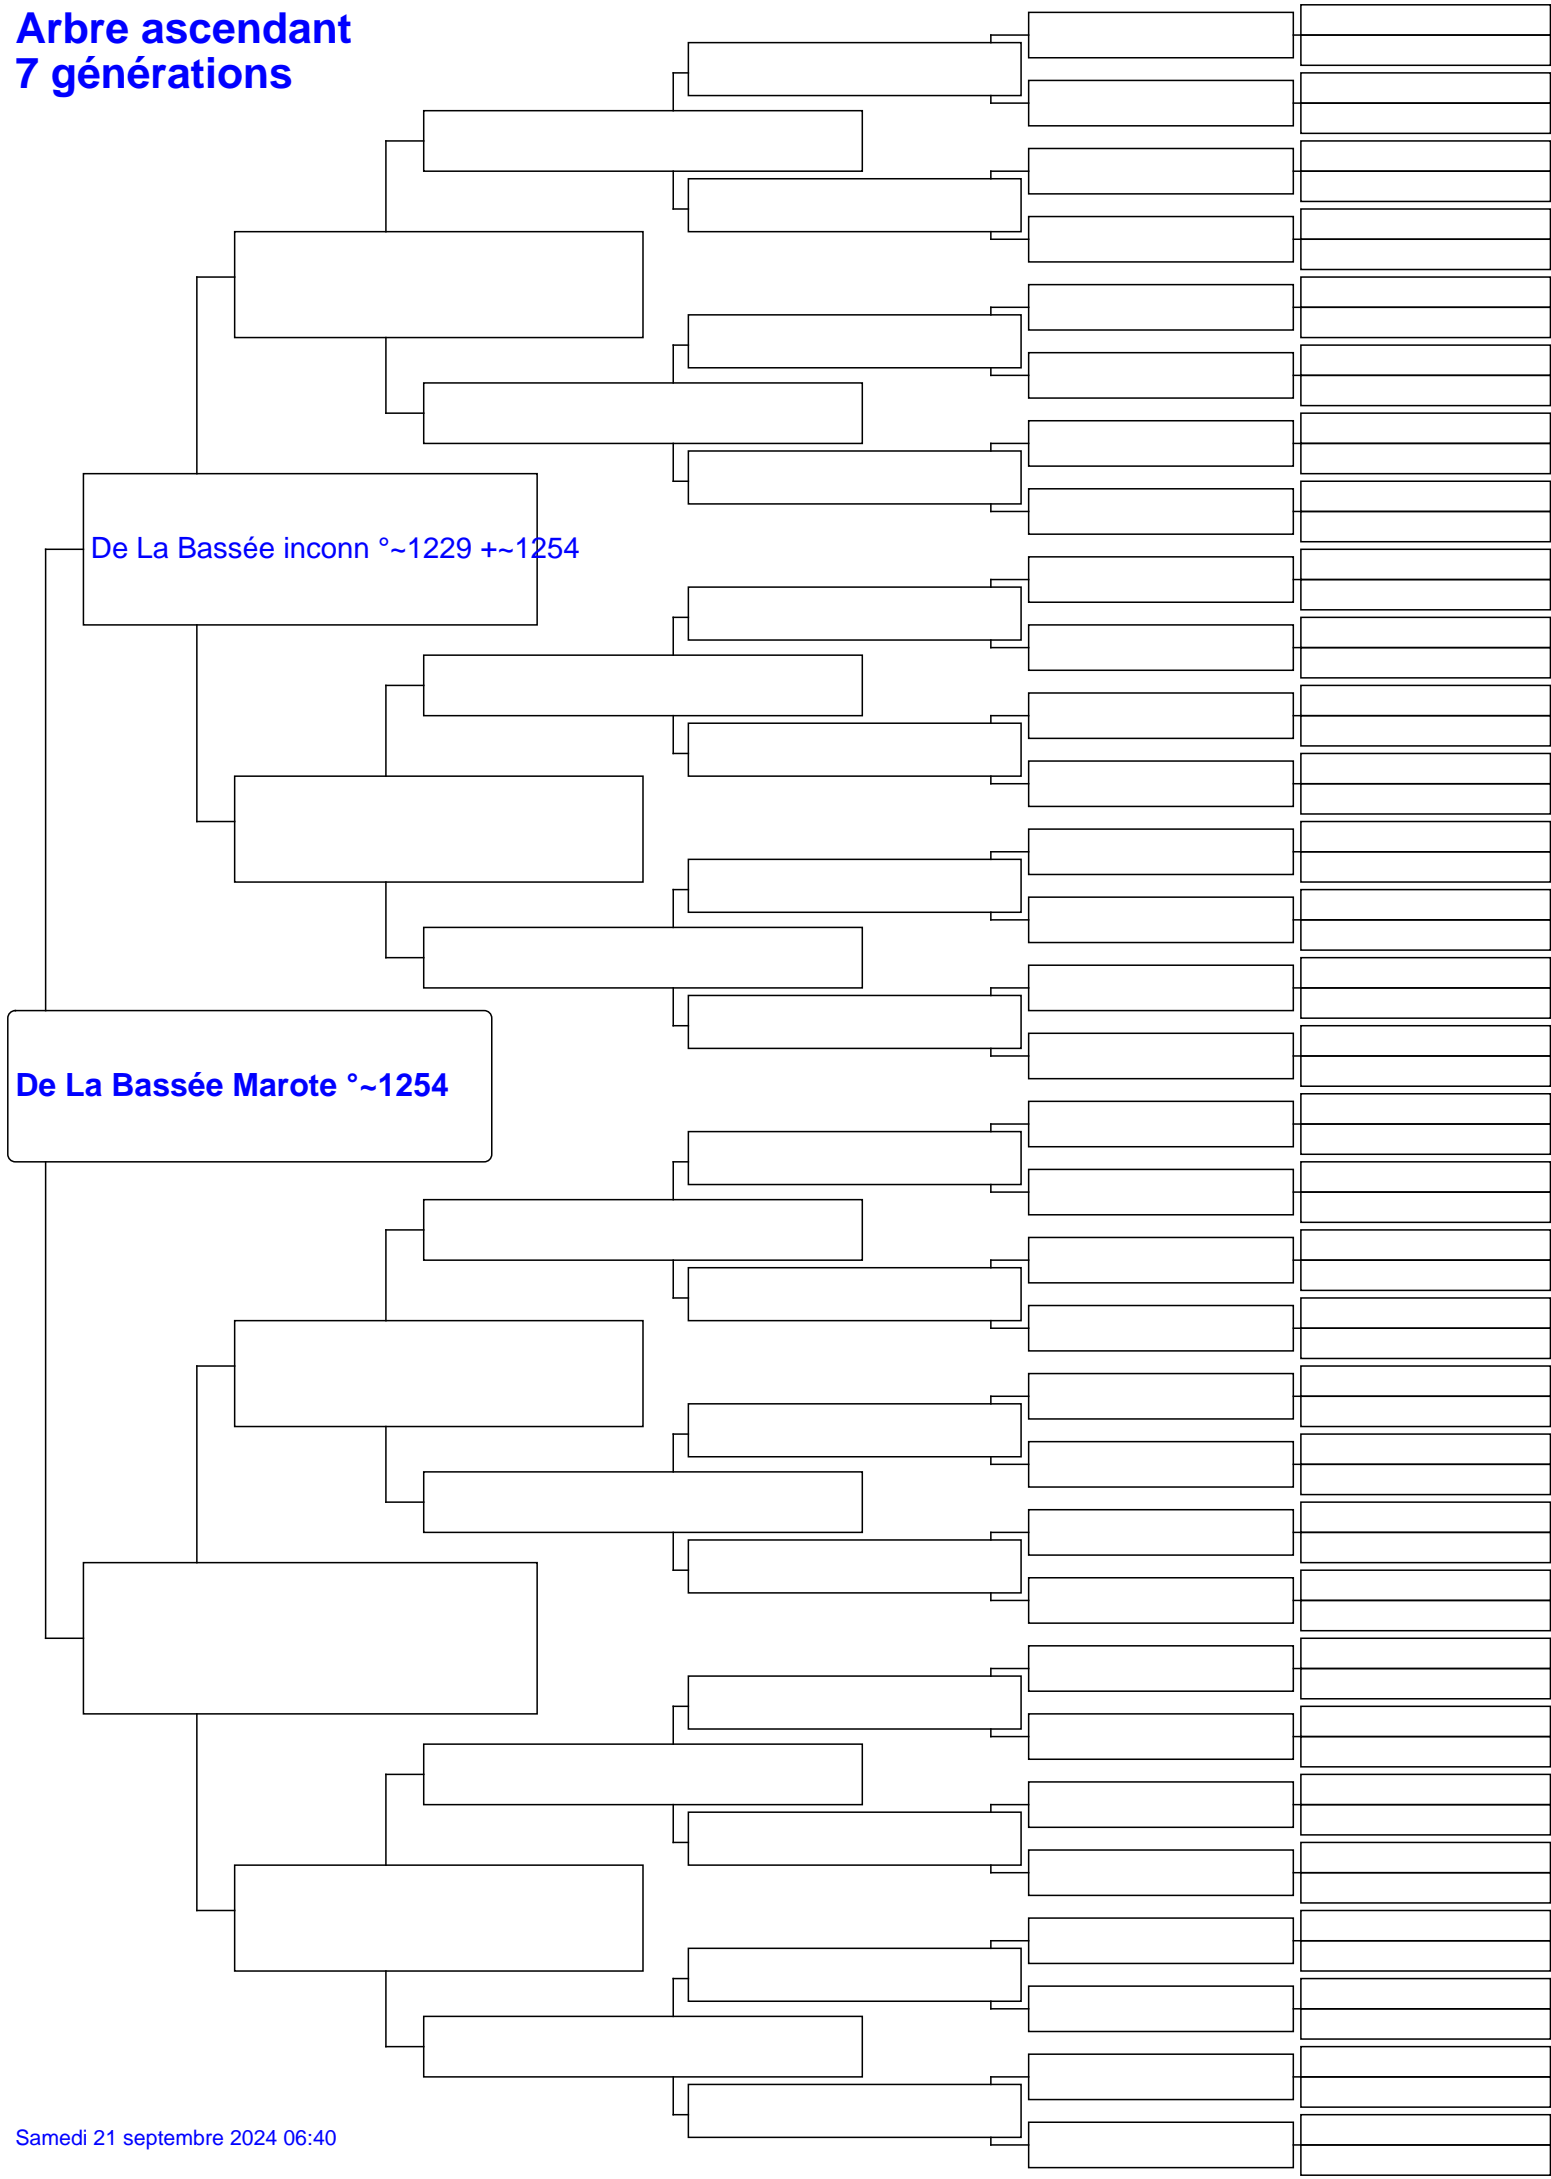 Arbre ascendant
7 générations
De La Bassée inconn °~1229 +~1254
De La Bassée Marote °~1254
Samedi 21 septembre 2024 06:40